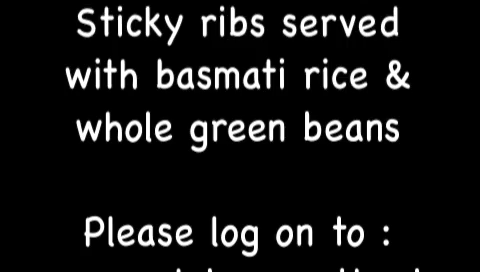 Sticky ribs served
with basmati rice &
whole green beans
Please log on to :